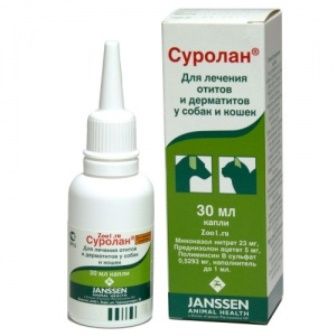 Суролан®
Для лечения
отитов
и дерматитов
у собак и кошек
30 мл
капли
Zoo1.ru
Миконазол нитрат 23 мг,
Преднизолон ацетат 5 мг,
Полимиксин B сульфат
0,5293 мг, наполнитель
до 1 мл.
JANSSEN
ANIMAL HEALTH
Zoo1.ru
Суролан®
Для лечения отитов
и дерматитов у собак
и кошек
30 мл капли
JANSSEN
ANIMAL HEALTH